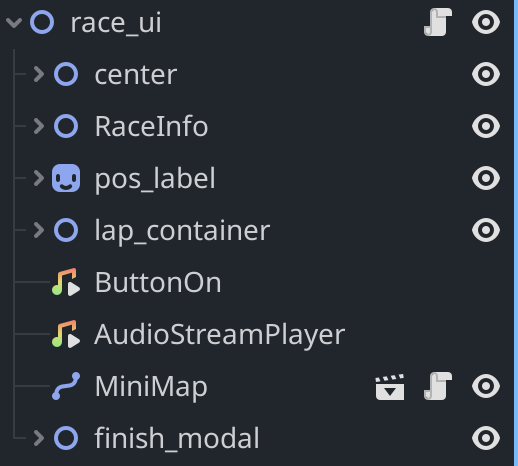 race_ui
center
RaceInfo
pos_label
lap_container
ButtonOn
AudioStreamPlayer
MiniMap
finish_modal